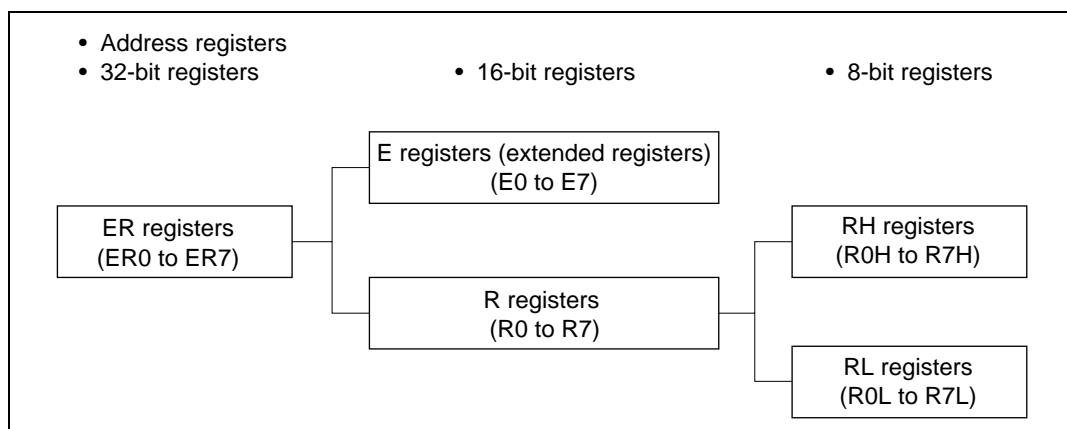 • Address registers
• 32-bit registers
• 16-bit registers
• 8-bit registers
E registers (extended registers)
(E0 to E7)
ER registers
(ER0 to ER7)
RH registers
(R0H to R7H)
R registers
(R0 to R7)
RL registers
(R0L to R7L)